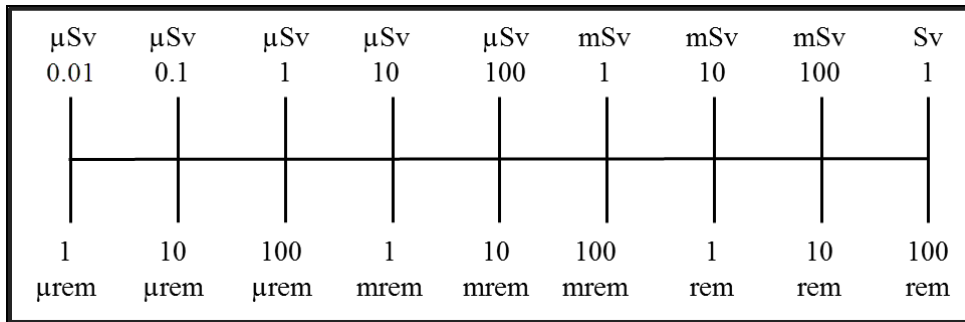 µSv µSv µSv µSv µSv mSv mSv mSv Sv
0.01 0.1 1 10 100 1 10 100 1
1 10 100 1 10 100 1 10 100
µrem µrem µrem mrem mrem mrem rem rem rem